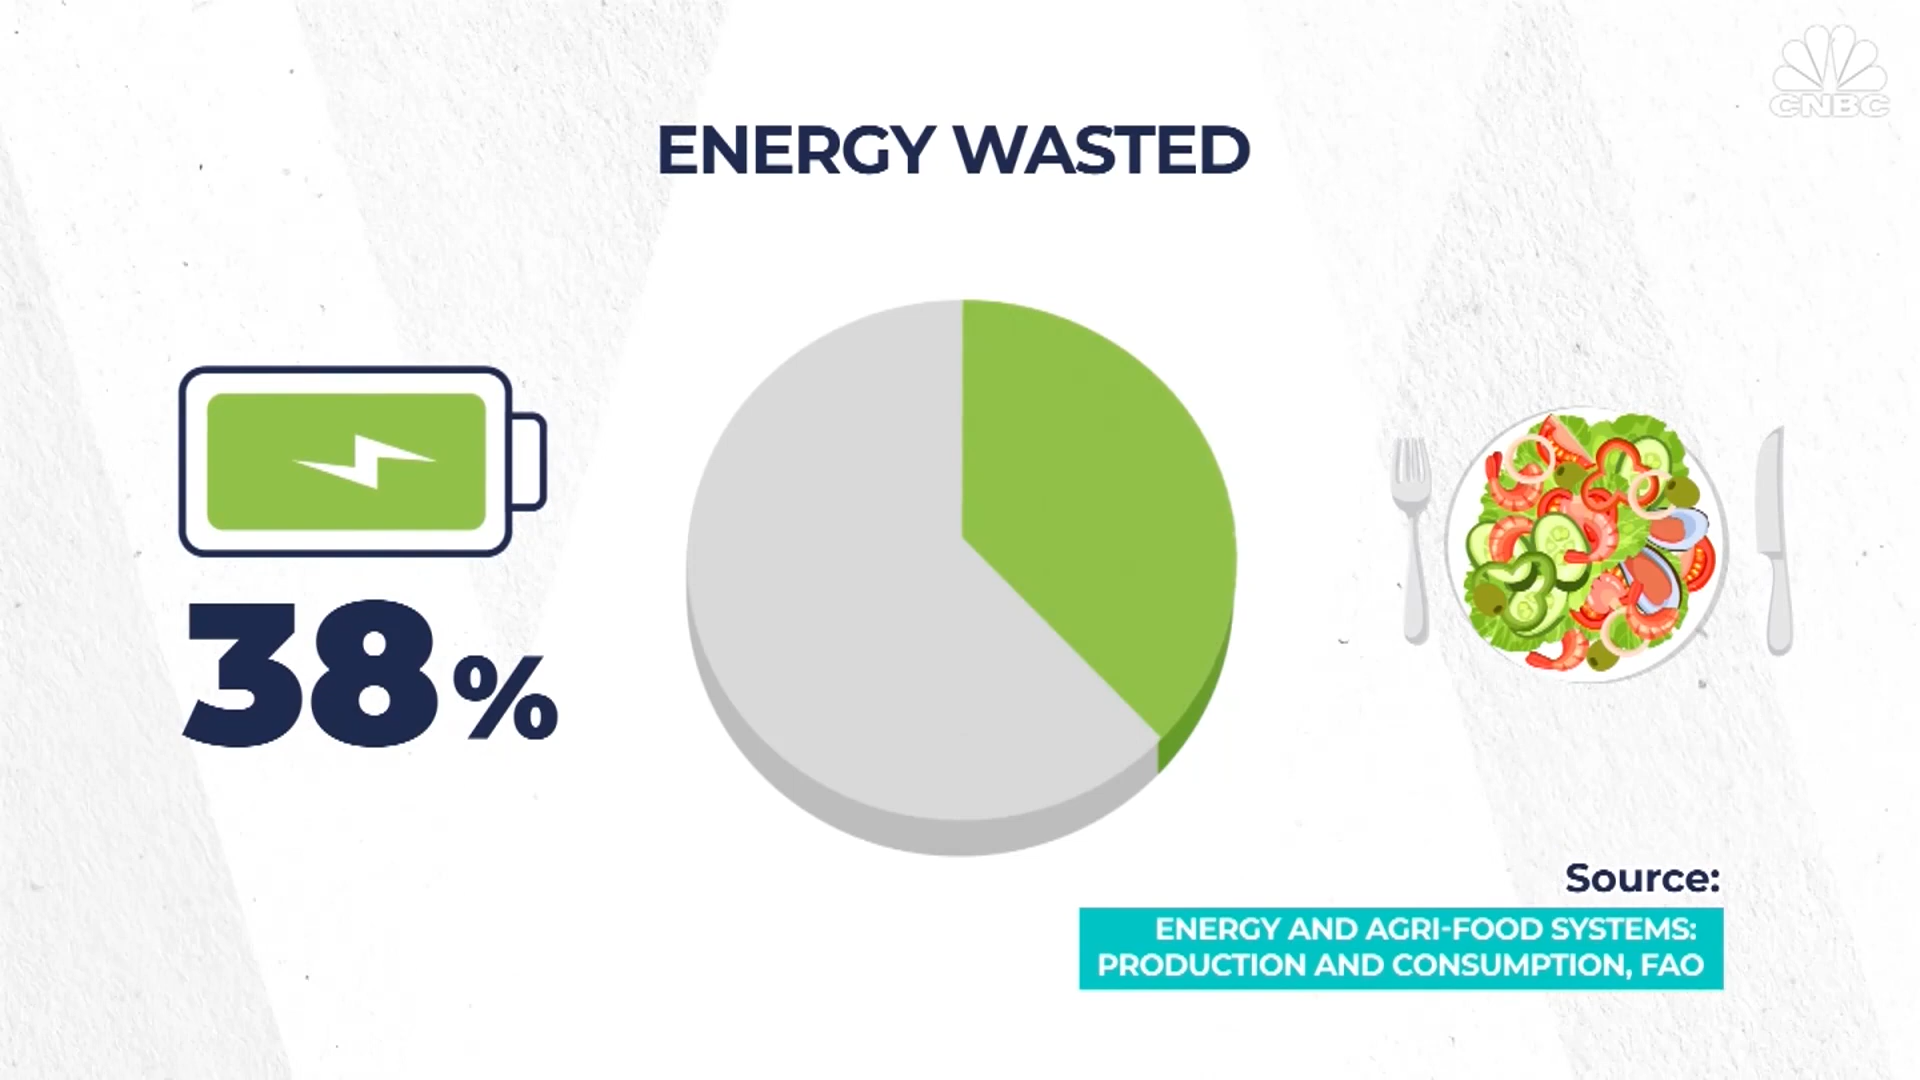 CNBC
ENERGY WASTED
38%
Source:
ENERGY AND AGRI-FOOD SYSTEMS:
PRODUCTION AND CONSUMPTION, FAO